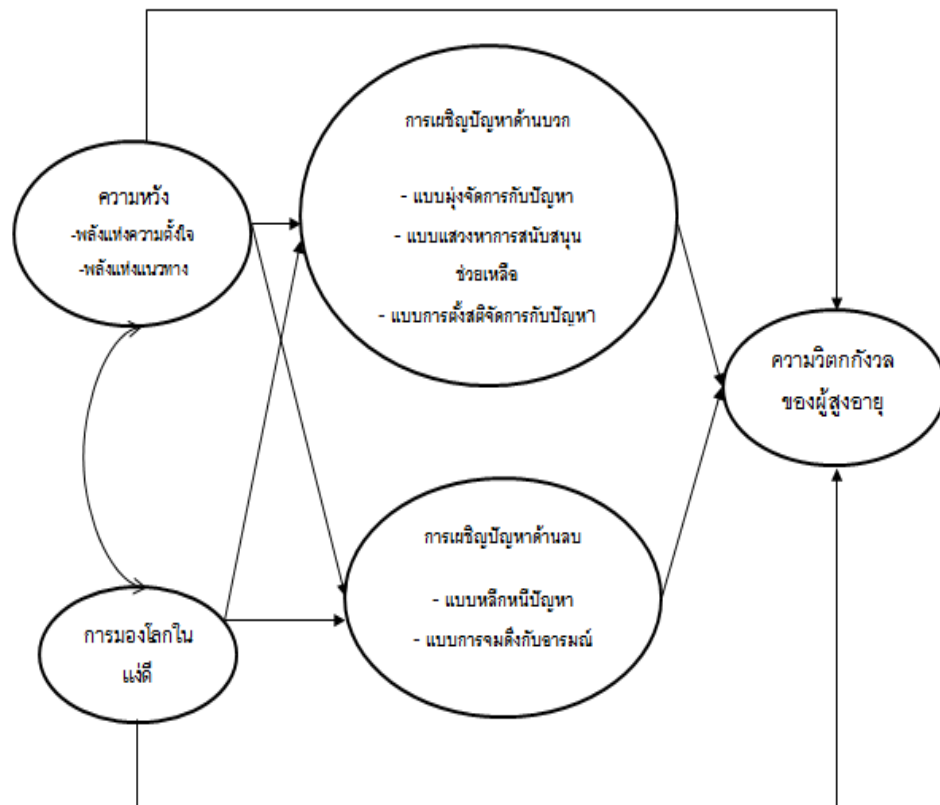 การเผชิญปัญหาด้านบวก
- แบบมุ่งจัดการกับปัญหา
- แบบแสวงหาการสนับสนุน
ช่วยเหลือ
- แบบการตั้งสติจัดการกับปัญหา
ความหวัง
-พลังแห่งความตั้งใจ
-พลังแห่งแนวทาง
ความวิตกกังวล
ของผู้สูงอายุ
การเผชิญปัญหาด้านลบ
- แบบหลีกหนีปัญหา
- แบบการจมดิ่งกับอารมณ์
การมองโลกใน
แง่ดี